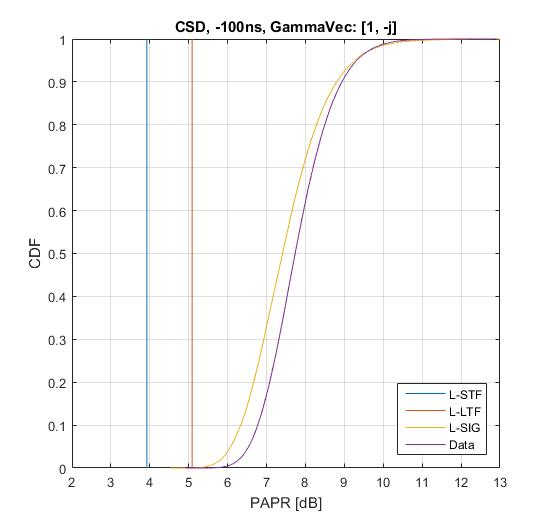 CSD, -100ns, GammaVec: [1, -j]
1
0.9
0.8
0.7
0.6
0.5
0.4
0.3
0.2
0.1
0
CDF
L-STF
L-LTF
L-SIG
Data
2 3 4 5 6 7 8 9 10 11 12 13
PAPR [dB]